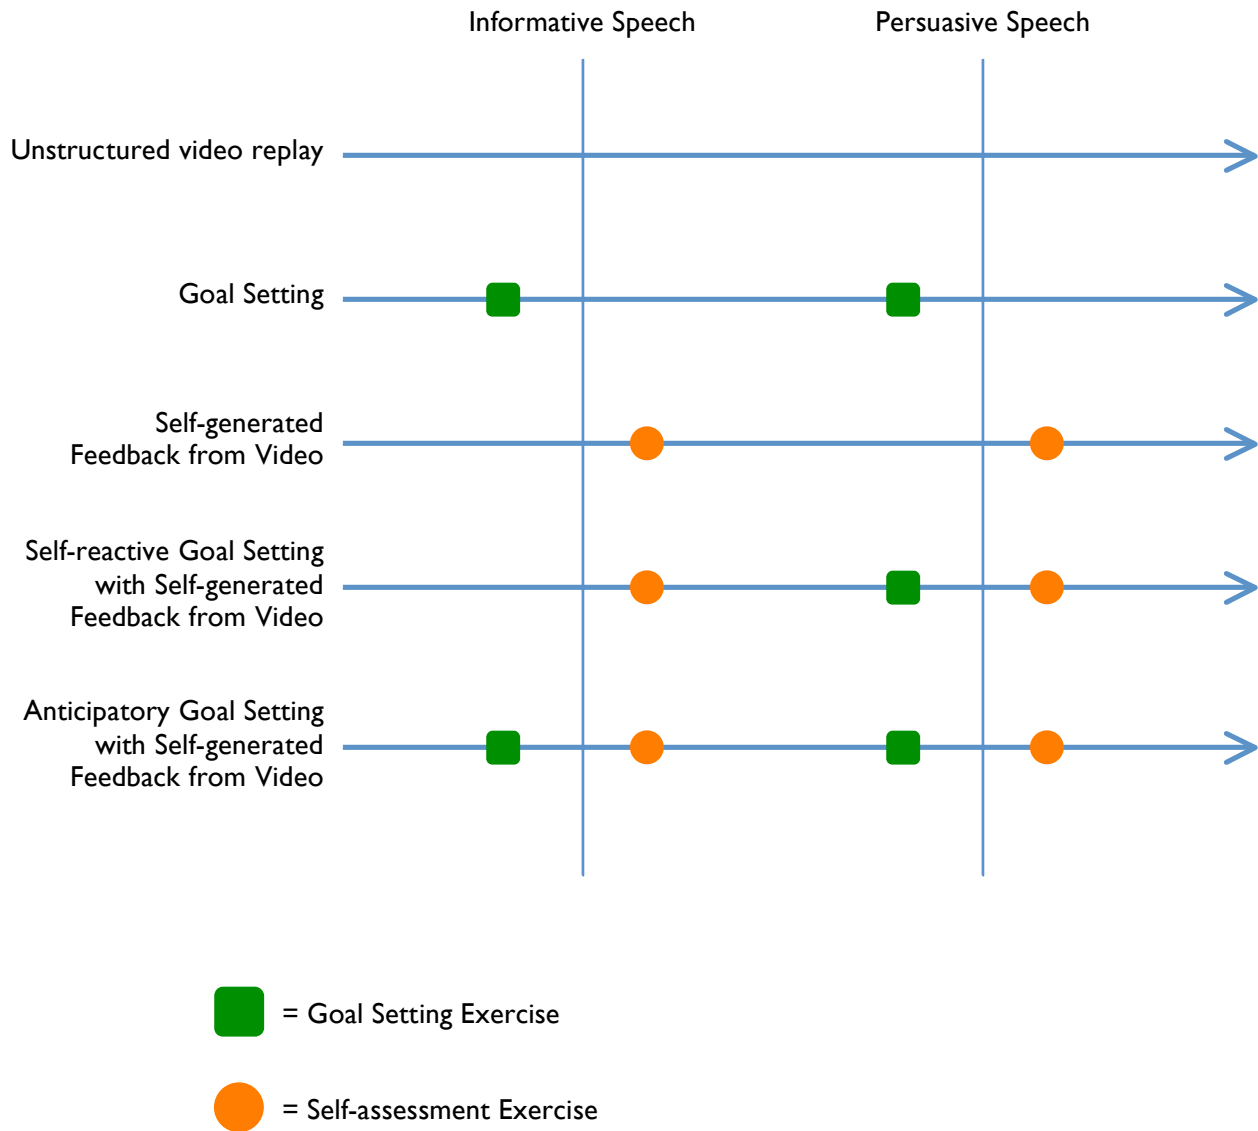 Informative Speech
Persuasive Speech
Unstructured video replay
Goal Setting
Self-generated
Feedback from Video
Self-reactive Goal Setting
with Self-generated
Feedback from Video
Anticipatory Goal Setting
with Self-generated
Feedback from Video
= Goal Setting Exercise
= Self-assessment Exercise